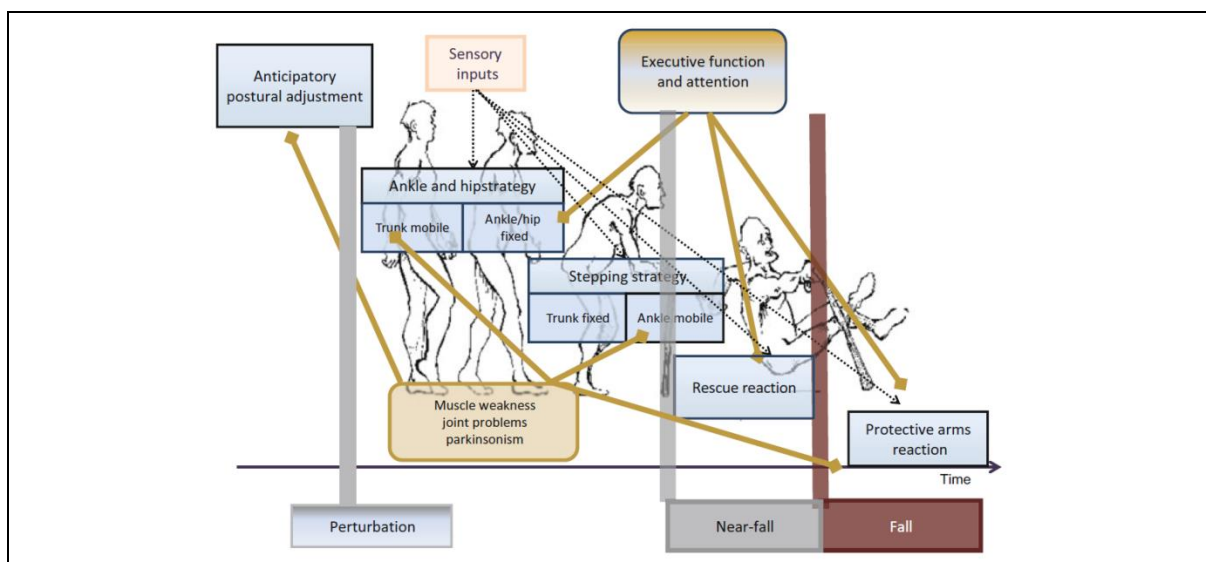 Anticipatory
postural adjustment
Sensory
inputs
Executive function
and attention
Ankle and hipstrategy
Trunk mobile
Ankle/hip
fixed
Stepping strategy
Trunk fixed
Ankle mobile
Rescue reaction
Muscle weakness
joint problems
parkinsonism
Protective arms
reaction
Time
Perturbation
Near-fall
Fall